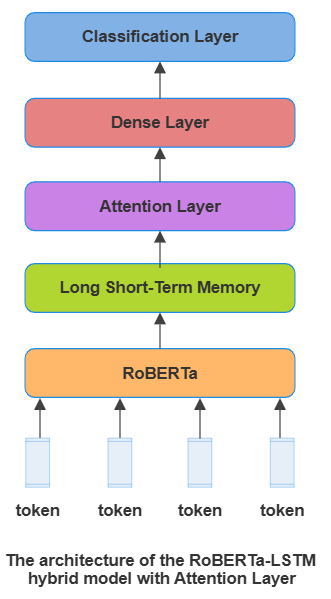 Classification Layer
Dense Layer
Attention Layer
Long Short-Term Memory
RoBERTa
token token token token
The architecture of the RoBERTa-LSTM
hybrid model with Attention Layer